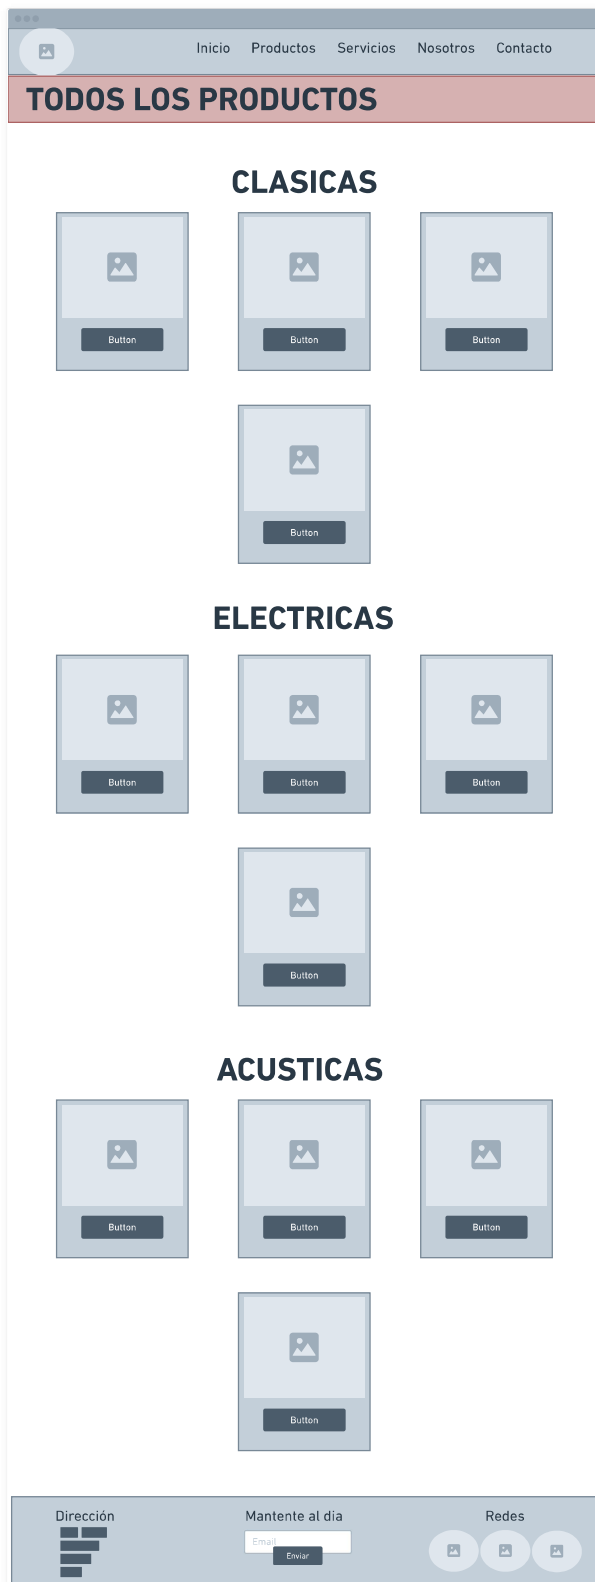 Inicio Productos Servicios Nosotros Contacto
TODOS LOS PRODUCTOS
CLASICAS
Button Button Button
Button
ELECTRICAS
Button Button Button
Button
ACUSTICAS
Button Button Button
Button
Dirección Mantente al dia Redes
Email
Enviar